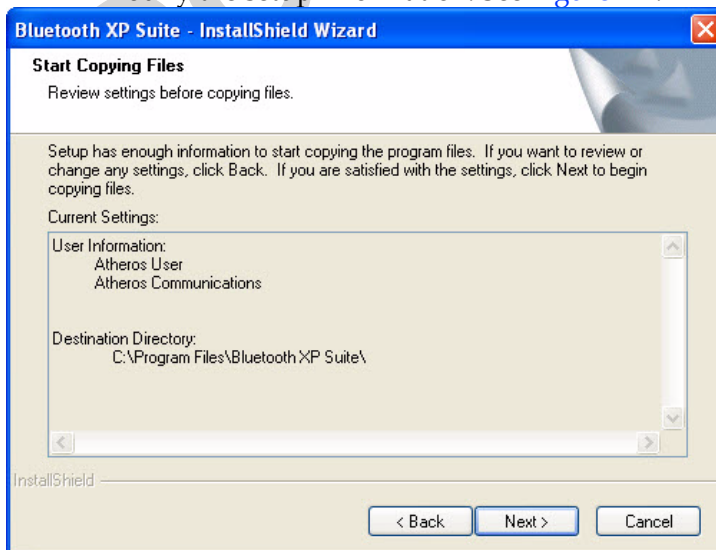 Setup
Bluetooth XP Suite - InstallShield Wizard
Start Copying Files
Review settings before copying files.
Setup has enough information to start copying the program files. If you want to review or
change any settings, click Back. If you are satisfied with the settings, click Next to begin
copying files.
Current Settings:
User Information:
Atheros User
Atheros Communications
Destination Directory:
C:\Program Files\Bluetooth XP Suite\
InstallShield
< Back Next > Cancel